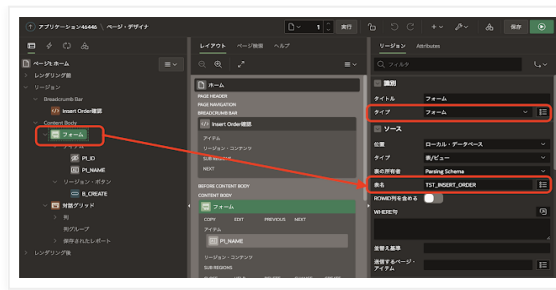 アプリケーション46446 \ ページ・デザイナ
1
実行
保存
ページ1: ホーム
レンダリング前
リージョン
Breadcrumb Bar
Insert Order確認
Content Body
フォーム
アイテム
P1_ID
P1_NAME
リージョン・ボタン
B_CREATE
対話グリッド
列
列グループ
保存されたレポート
レンダリング後
レイアウト
ページ検索
ヘルプ
ホーム
PAGE HEADER
PAGE NAVIGATION
BREADCRUMB BAR
Insert Order確認
アイテム
リージョン・コンテンツ
SUB REGIONS
NEXT
BEFORE CONTENT BODY
CONTENT BODY
フォーム
COPY EDIT PREVIOUS NEXT
アイテム
P1_NAME
リージョン・コンテンツ
SUB REGIONS
リージョン
Attributes
フィルタ
識別
タイトル フォーム
タイプ フォーム
ソース
位置 ローカル・データベース
タイプ 表/ビュー
表の所有者 Parsing Schema
表名 TST_INSERT_ORDER
ROWID列を含める
WHERE句
並替え基準
送信するページ・
アイテム